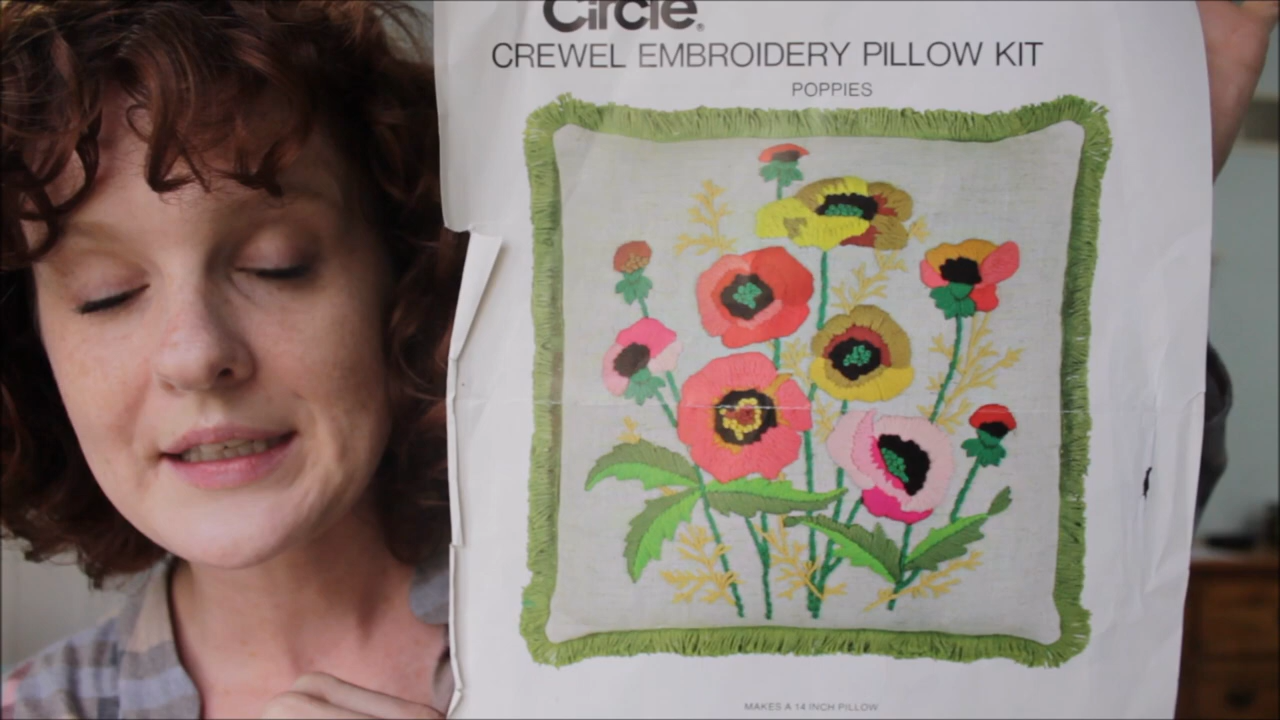 Circle®
CREWEL EMBROIDERY PILLOW KIT
POPPIES
MAKES A 14 INCH PILLOW